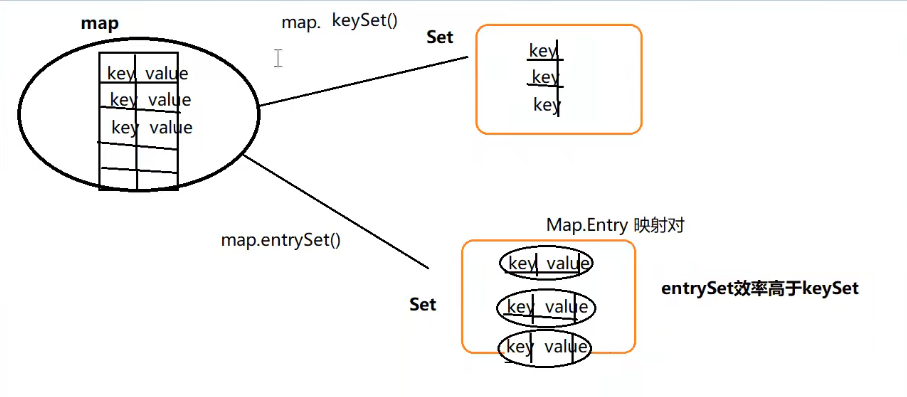 map
map. keySet()
Set
key
key
key
key value
key value
key value
map.entrySet()
Map.Entry 映射对
Set
key value
key value
key value
entrySet效率高于keySet